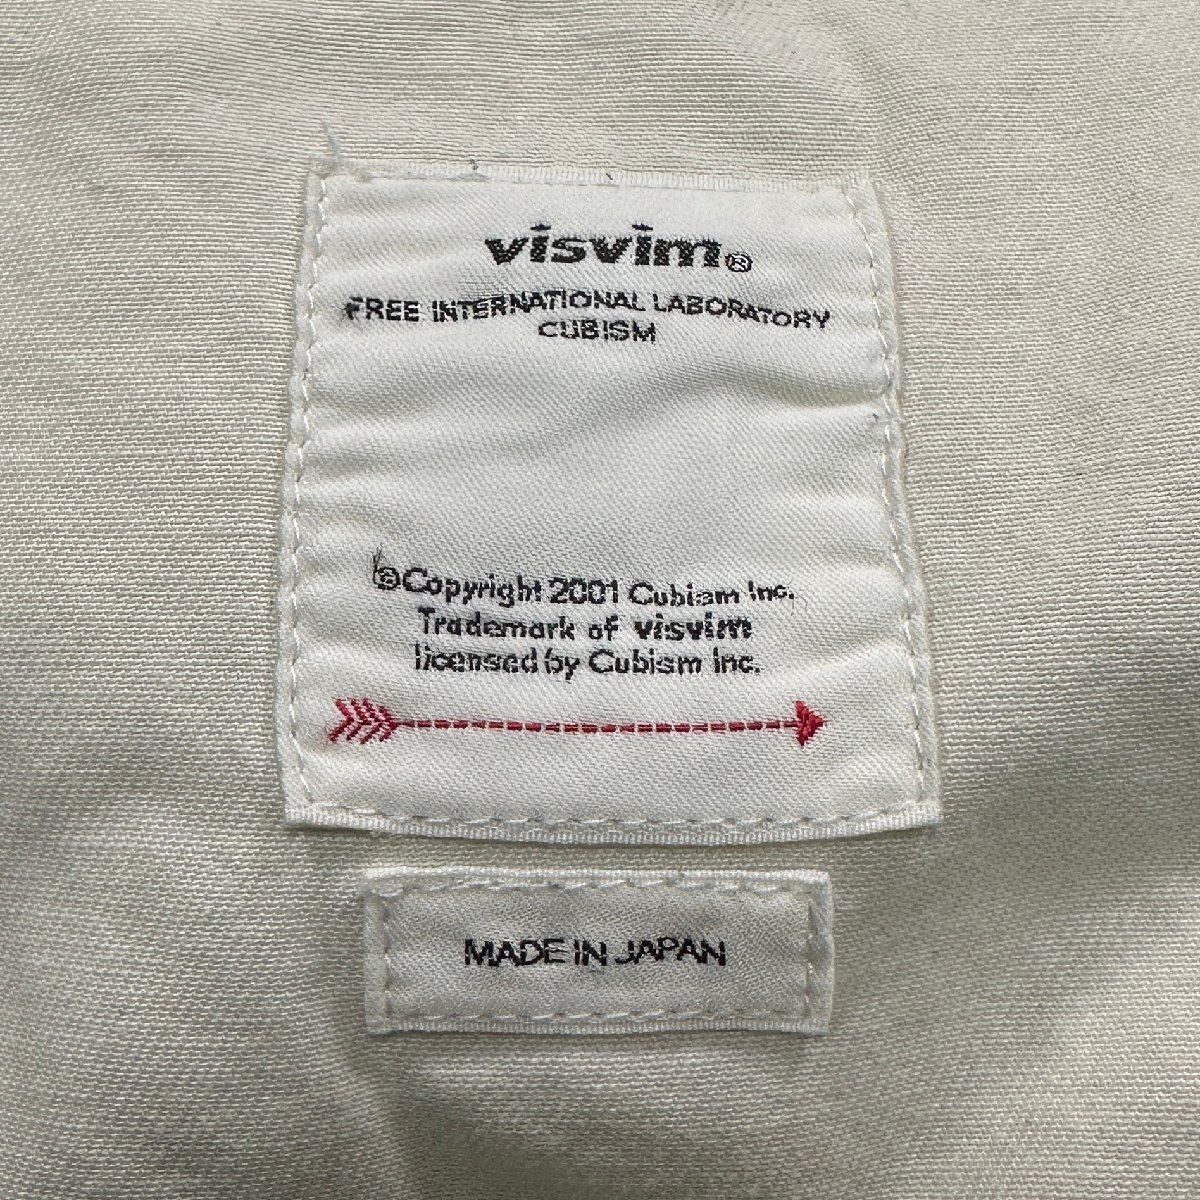 visvim®
FREE INTERNATIONAL LABORATORY
CUBISM
©Copyright 2001 Cubism Inc.
Trademark of visvim
licensed by Cubism Inc.
MADE IN JAPAN